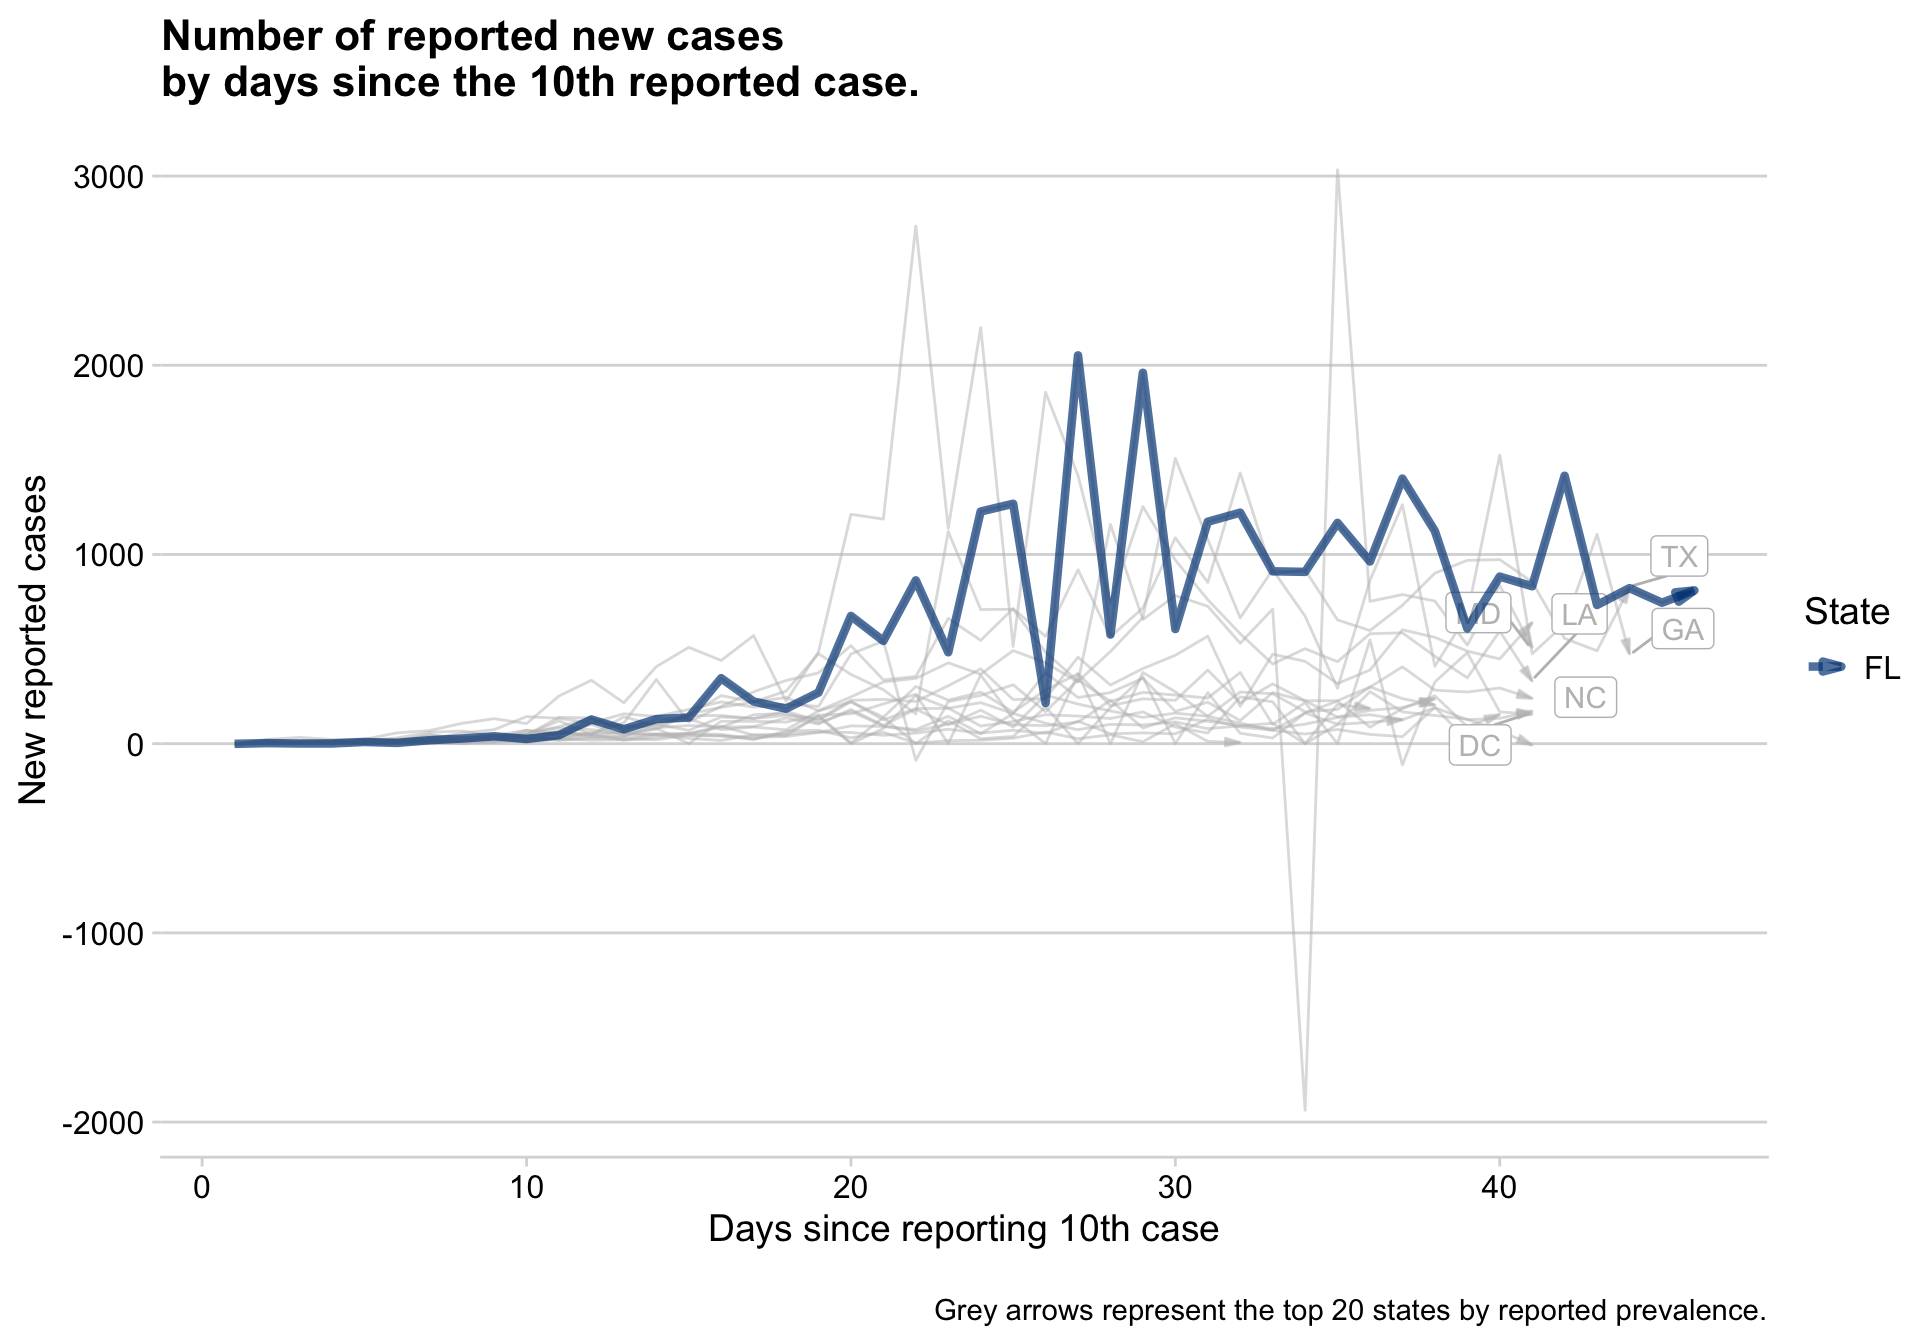 Number of reported new cases
by days since the 10th reported case.
3000
2000
1000
0
-1000
-2000
New reported cases
TX
LA
GA
NC
DC
State
FL
0 10 20 30 40
Days since reporting 10th case
Grey arrows represent the top 20 states by reported prevalence.